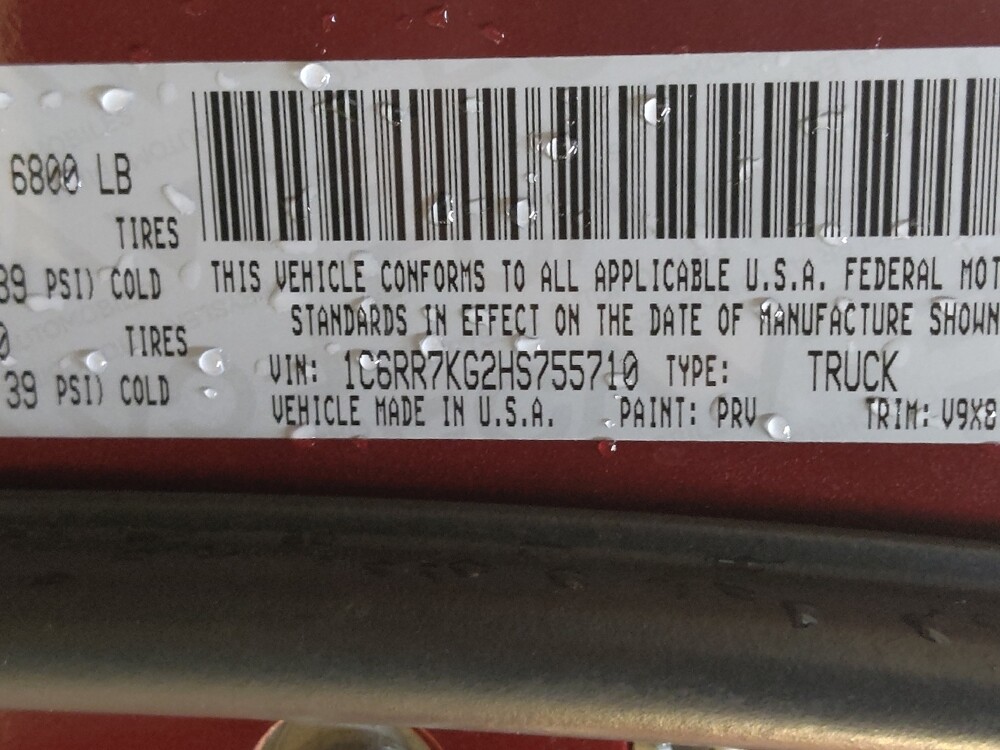 6800 LB
TIRES
39 PSI) COLD
0 TIRES
39 PSI) COLD
THIS VEHICLE CONFORMS TO ALL APPLICABLE U.S.A. FEDERAL MOT
STANDARDS IN EFFECT ON THE DATE OF MANUFACTURE SHOWN
VIN: 1C6RR7KG2HS755710 TYPE: TRUCK
VEHICLE MADE IN U.S.A. PAINT: PRV TRIM: V9X8